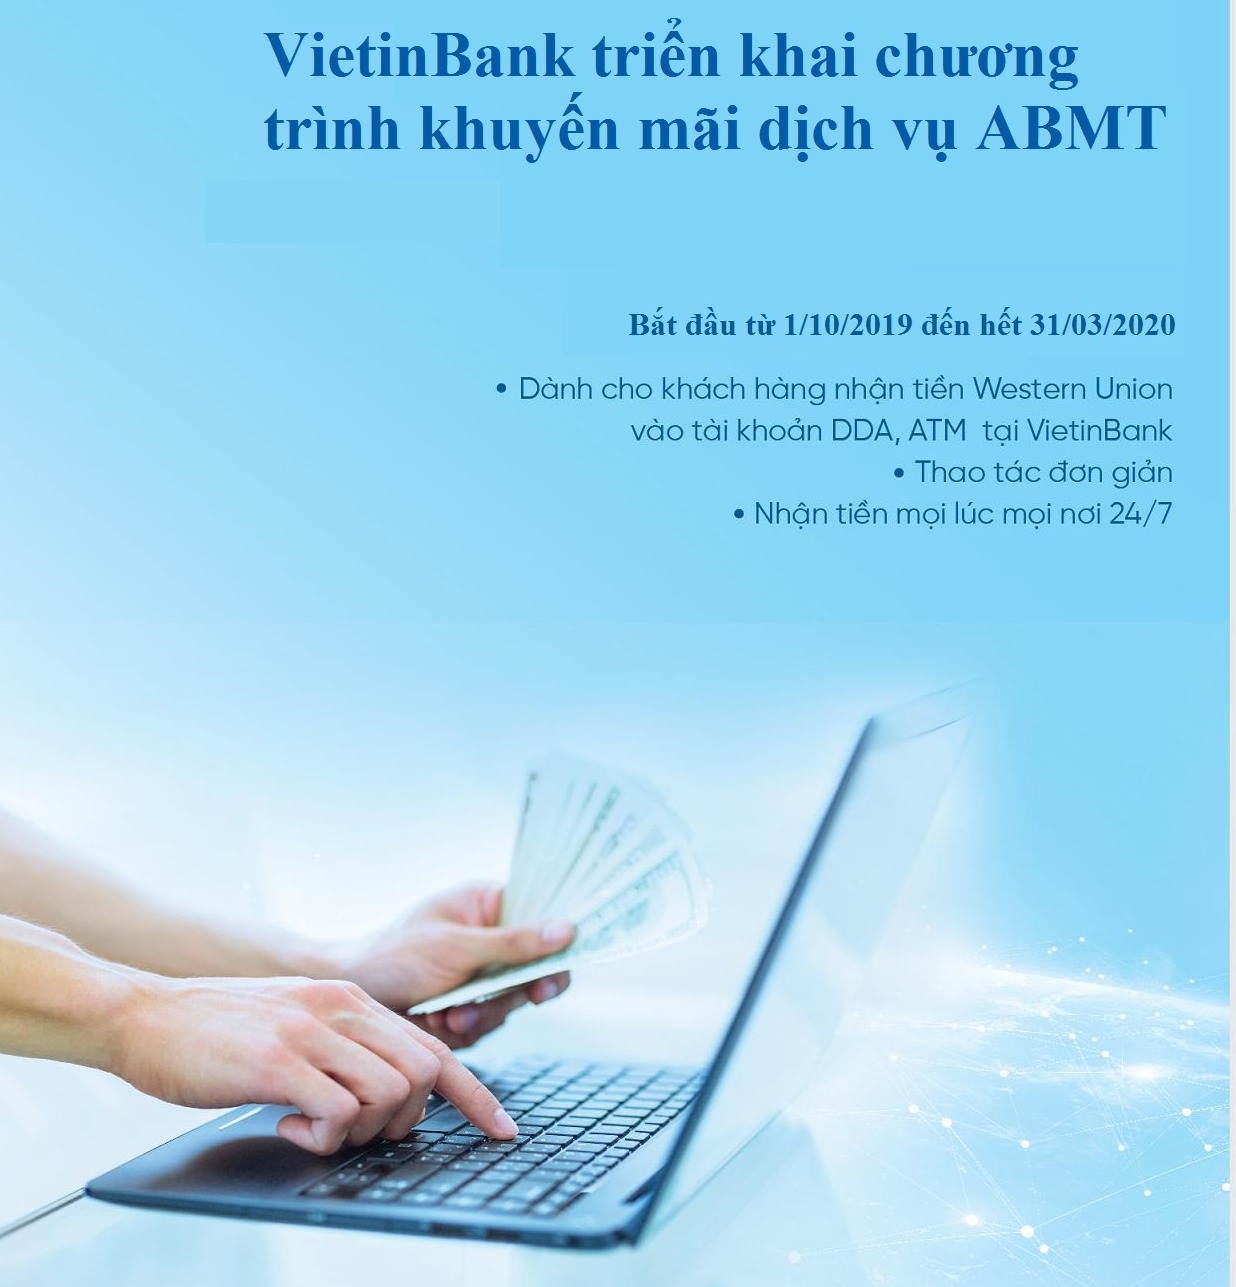 VietinBank triển khai chương
trình khuyến mãi dịch vụ ABMT
Bắt đầu từ 1/10/2019 đến hết 31/03/2020
• Dành cho khách hàng nhận tiền Western Union
vào tài khoản DDA, ATM tại VietinBank
• Thao tác đơn giản
• Nhận tiền mọi lúc mọi nơi 24/7